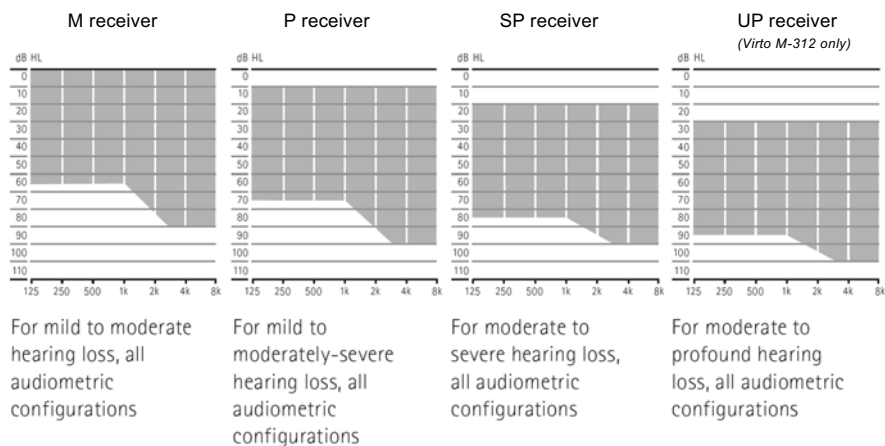 M receiver
P receiver
SP receiver
UP receiver
(Virto M-312 only)
dB HL
0
10
20
30
40
50
60
70
80
90
100
110
125 250 500 1k 2k 4k 8k
dB HL
0
10
20
30
40
50
60
70
80
90
100
110
125 250 500 1k 2k 4k 8k
dB HL
0
10
20
30
40
50
60
70
80
90
100
110
125 250 500 1k 2k 4k 8k
dB HL
0
10
20
30
40
50
60
70
80
90
100
110
125 250 500 1k 2k 4k 8k
For mild to moderate
hearing loss, all
audiometric
configurations
For mild to
moderately-severe
hearing loss, all
audiometric
configurations
For moderate to
severe hearing loss,
all audiometric
configurations
For moderate to
profound hearing
loss, all audiometric
configurations